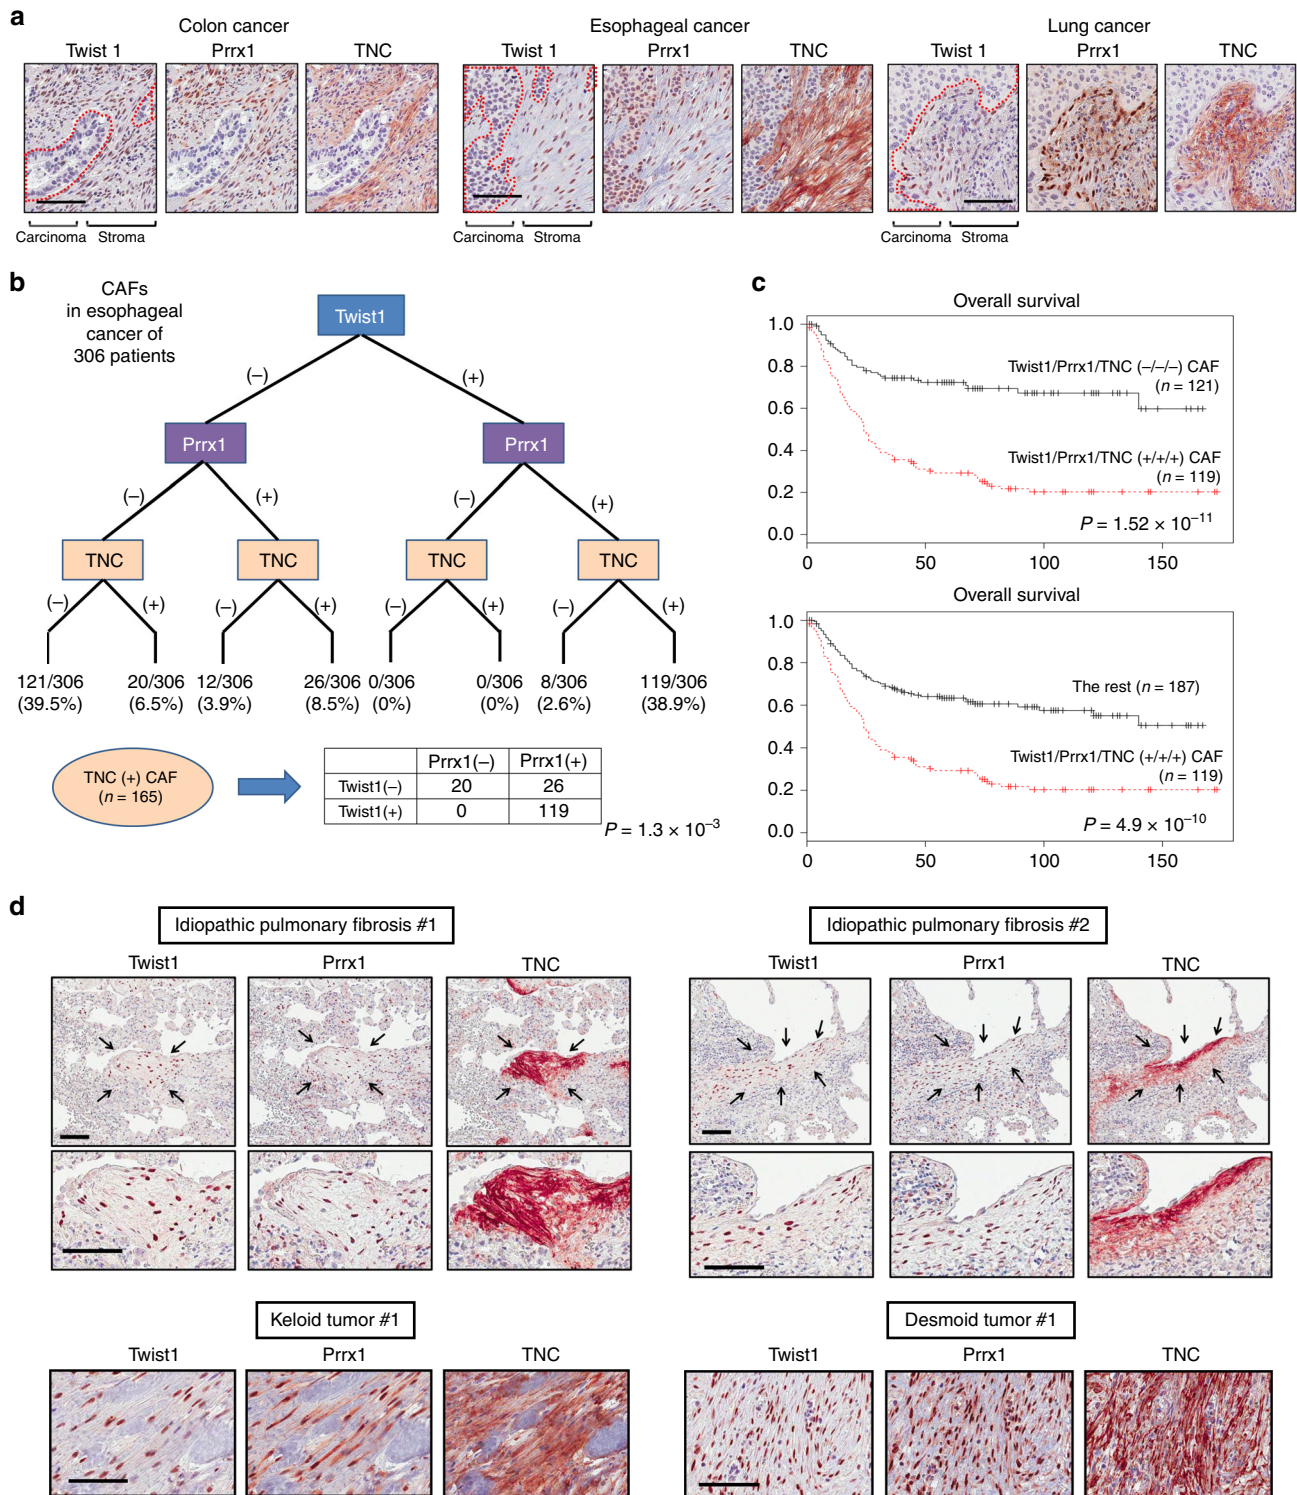 a
Colon cancer
Esophageal cancer
Lung cancer
Twist 1
Prrx1
TNC
Twist 1
Prrx1
TNC
Twist 1
Prrx1
TNC
Carcinoma
Stroma
Carcinoma
Stroma
Carcinoma
Stroma
b
CAFs
in esophageal
cancer of
306 patients
Twist1
(–)
(+)
Prrx1
Prrx1
(–)
(+)
(–)
(+)
TNC
TNC
TNC
TNC
(–)
(+)
(–)
(+)
(–)
(+)
(–)
(+)
121/306
(39.5%)
20/306
(6.5%)
12/306
(3.9%)
26/306
(8.5%)
0/306
(0%)
0/306
(0%)
8/306
(2.6%)
119/306
(38.9%)
TNC (+) CAF
(n = 165)
Prrx1(–) Prrx1(+)
Twist1(–) 20 26
Twist1(+) 0 119
P = 1.3 × 10–3
c
Overall survival
1.0
0.8
0.6
0.4
0.2
0.0
Twist1/Prrx1/TNC (–/–/–) CAF
(n = 121)
Twist1/Prrx1/TNC (+/+/+) CAF
(n = 119)
P = 1.52 × 10–11
0 50 100 150
Overall survival
1.0
0.8
0.6
0.4
0.2
0.0
The rest (n = 187)
Twist1/Prrx1/TNC (+/+/+) CAF
(n = 119)
P = 4.9 × 10–10
0 50 100 150
d
Idiopathic pulmonary fibrosis #1
Twist1
Prrx1
TNC
Idiopathic pulmonary fibrosis #2
Twist1
Prrx1
TNC
Keloid tumor #1
Twist1
Prrx1
TNC
Desmoid tumor #1
Twist1
Prrx1
TNC